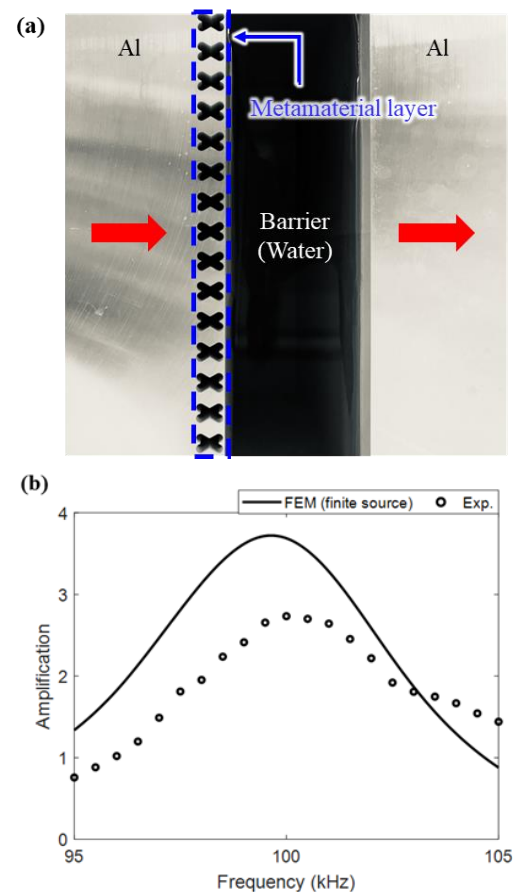 (a)
Al
Al
Metamaterial layer
Barrier
(Water)
(b)
FEM (finite source)
Exp.
4
3
2
1
0
Amplification
95
100
105
Frequency (kHz)